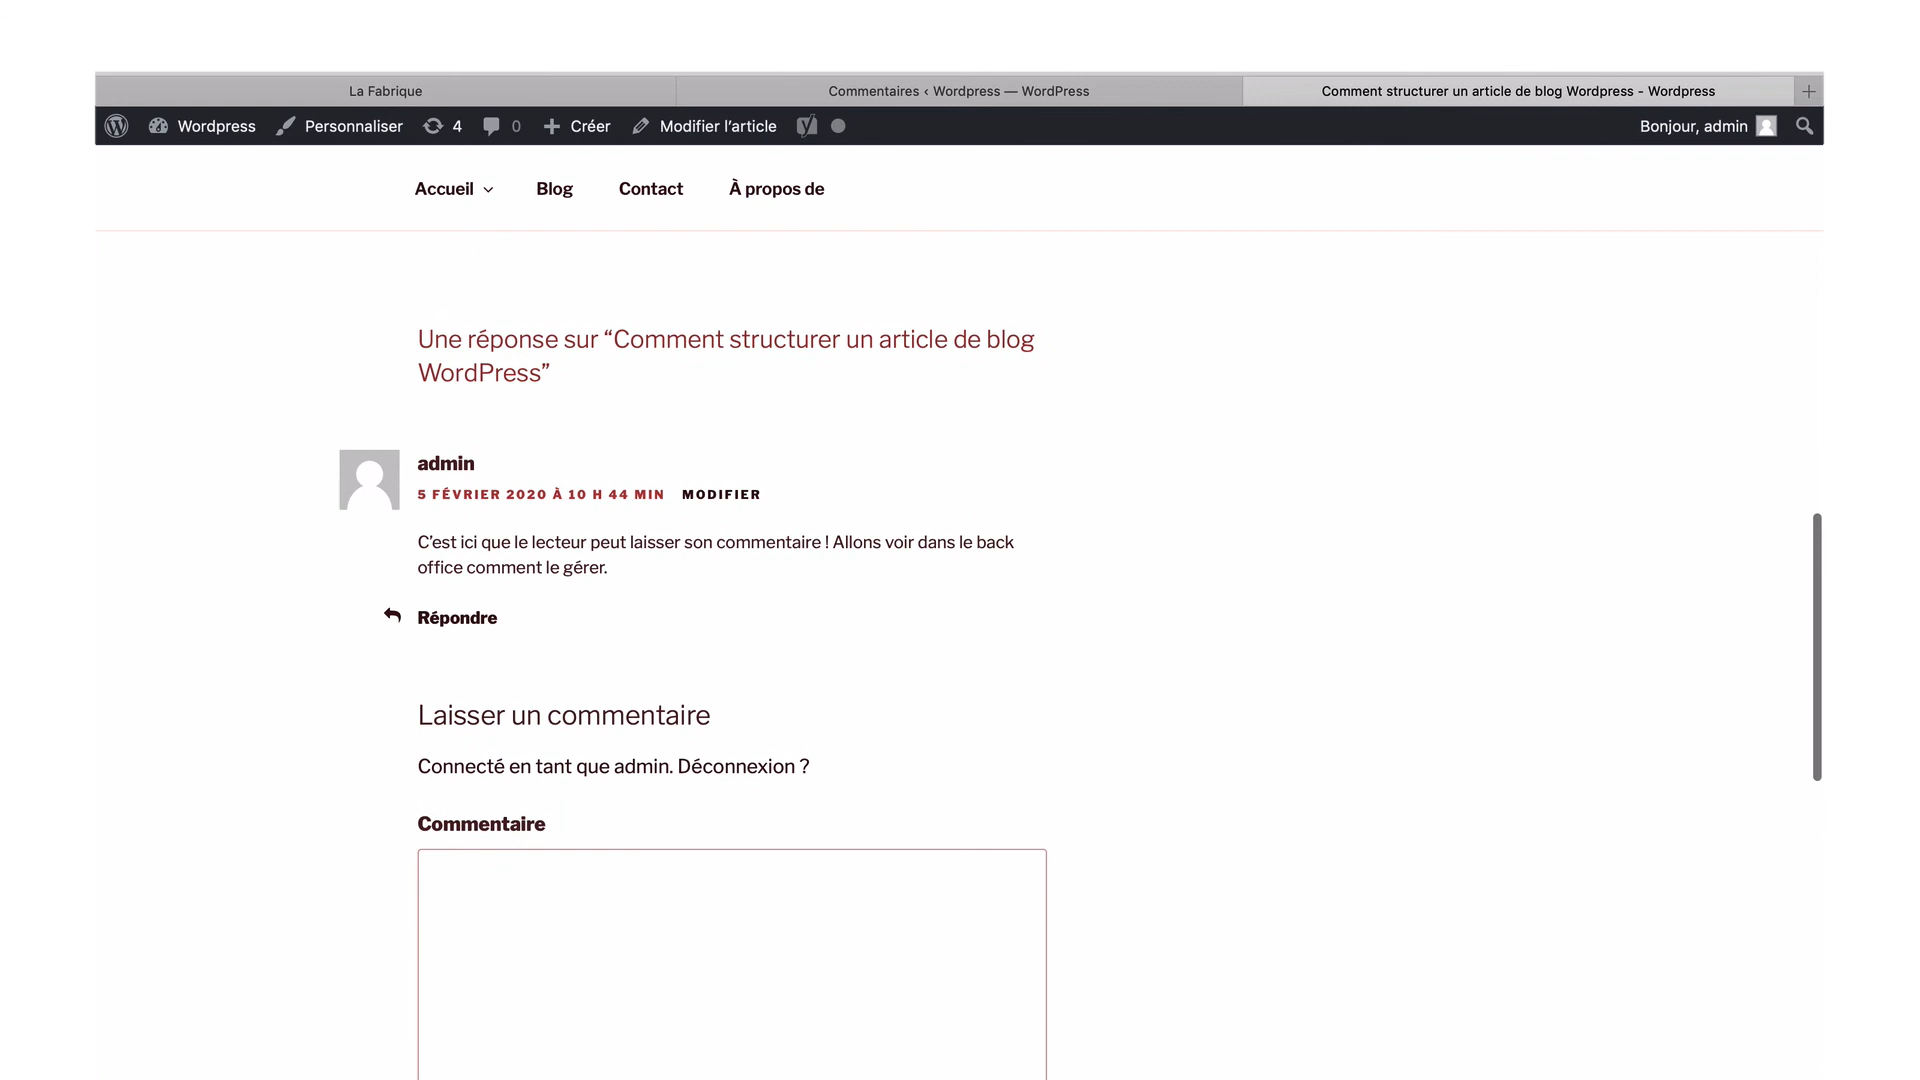 La Fabrique
Commentaires ‹ Wordpress — WordPress
Comment structurer un article de blog Wordpress - Wordpress
Wordpress Personnaliser 4 0 Créer Modifier l’article Bonjour, admin
Accueil Blog Contact À propos de
Une réponse sur “Comment structurer un article de blog
WordPress”
admin
5 FÉVRIER 2020 À 10 H 44 MIN MODIFIER
C’est ici que le lecteur peut laisser son commentaire ! Allons voir dans le back
office comment le gérer.
Répondre
Laisser un commentaire
Connecté en tant que admin. Déconnexion ?
Commentaire